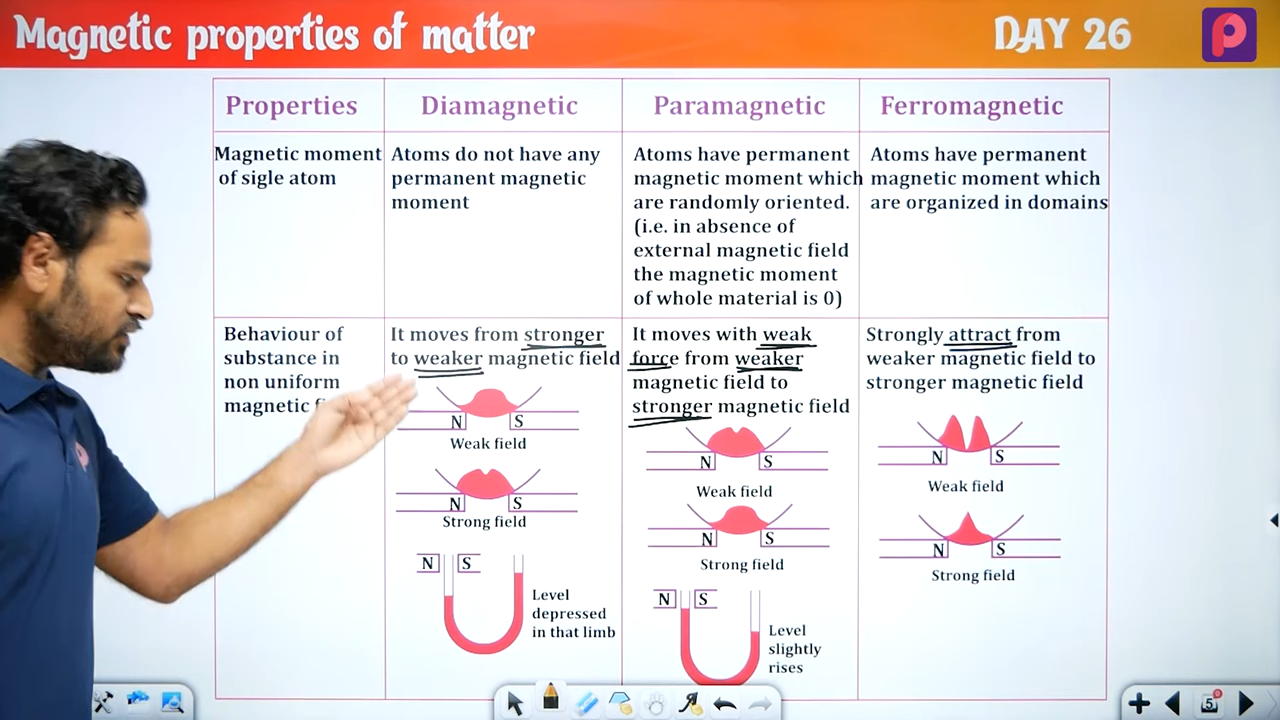 Magnetic properties of matter
DAY 26
Properties
Diamagnetic
Paramagnetic
Ferromagnetic
Magnetic moment
of sigle atom
Atoms do not have any
permanent magnetic
moment
Atoms have permanent
magnetic moment which
are randomly oriented.
(i.e. in absence of
external magnetic field
the magnetic moment
of whole material is 0)
Atoms have permanent
magnetic moment which
are organized in domains
Behaviour of
substance in
non uniform
magnetic
It moves from stronger
to weaker magnetic field
N S
Weak field
N S
Strong field
N S
Level
depressed
in that limb
It moves with weak
force from weaker
magnetic field to
stronger magnetic field
N S
Weak field
N S
Strong field
N S
Level
slightly
rises
Strongly attract from
weaker magnetic field to
stronger magnetic field
N S
Weak field
N S
Strong field
5